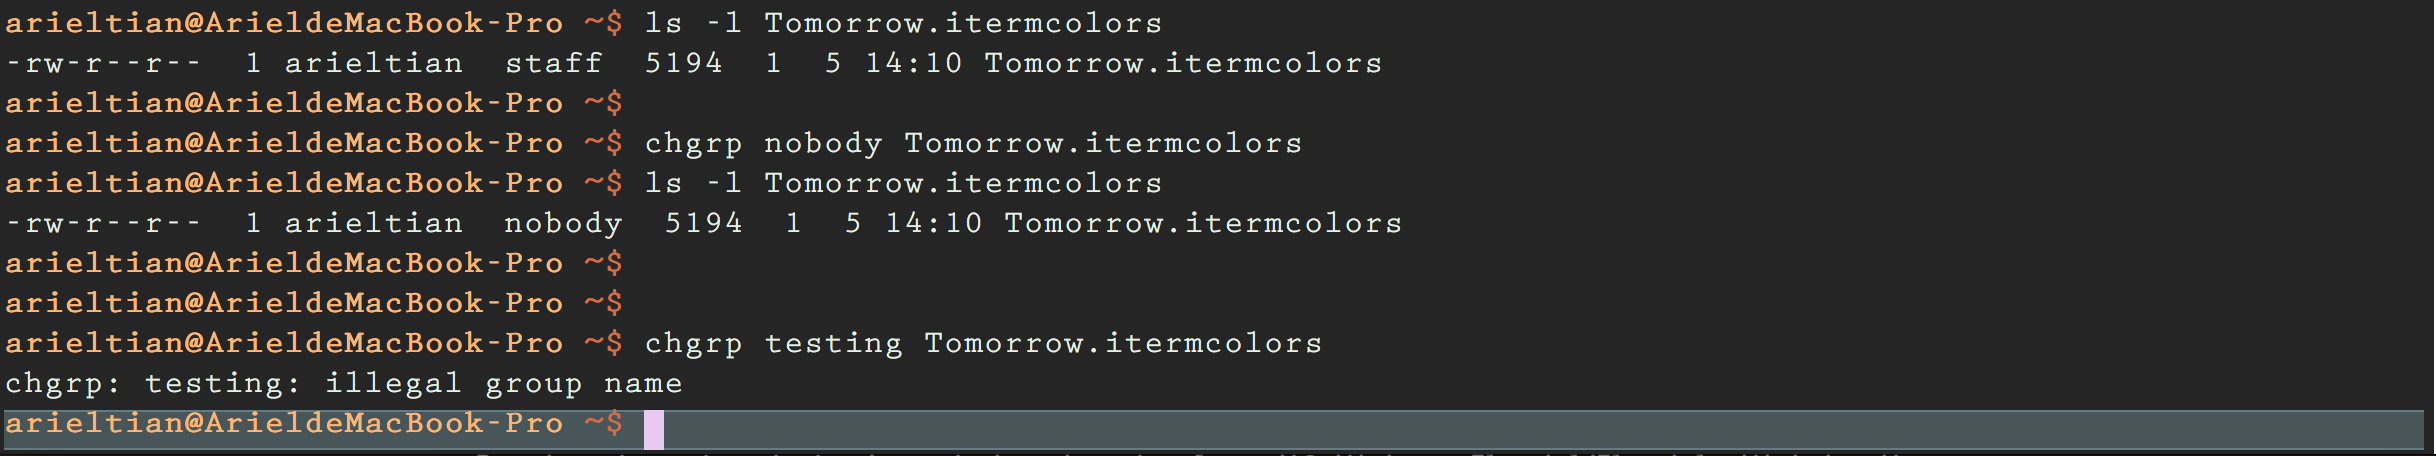 arieltian@ArieldeMacBook-Pro ~$ ls -l Tomorrow.itermcolors
-rw-r--r--  1 arieltian  staff  5194  1  5 14:10 Tomorrow.itermcolors
arieltian@ArieldeMacBook-Pro ~$
arieltian@ArieldeMacBook-Pro ~$ chgrp nobody Tomorrow.itermcolors
arieltian@ArieldeMacBook-Pro ~$ ls -l Tomorrow.itermcolors
-rw-r--r--  1 arieltian  nobody  5194  1  5 14:10 Tomorrow.itermcolors
arieltian@ArieldeMacBook-Pro ~$
arieltian@ArieldeMacBook-Pro ~$
arieltian@ArieldeMacBook-Pro ~$ chgrp testing Tomorrow.itermcolors
chgrp: testing: illegal group name
arieltian@ArieldeMacBook-Pro ~$